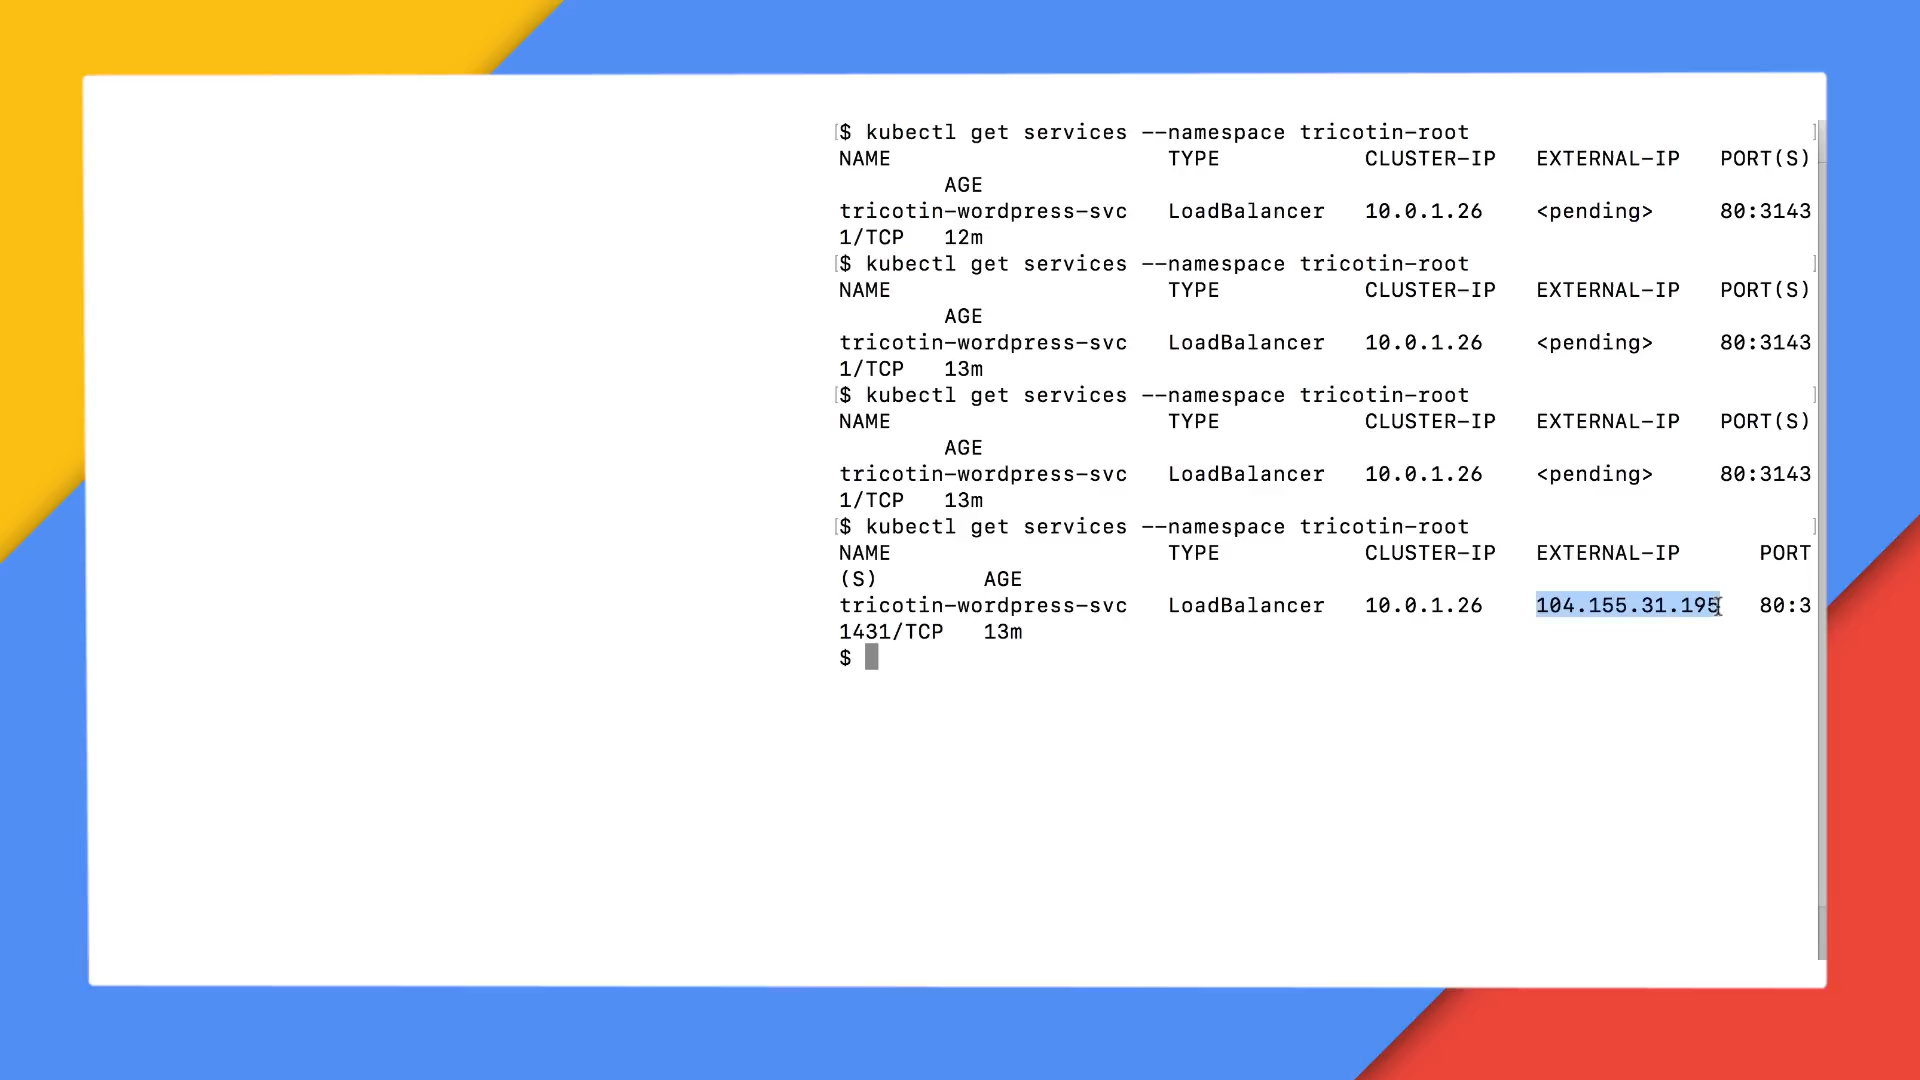 $ kubectl get services --namespace tricotin-root
NAME TYPE CLUSTER-IP EXTERNAL-IP PORT(S)
AGE
tricotin-wordpress-svc LoadBalancer 10.0.1.26 <pending> 80:3143
1/TCP 12m
$ kubectl get services --namespace tricotin-root
NAME TYPE CLUSTER-IP EXTERNAL-IP PORT(S)
AGE
tricotin-wordpress-svc LoadBalancer 10.0.1.26 <pending> 80:3143
1/TCP 13m
$ kubectl get services --namespace tricotin-root
NAME TYPE CLUSTER-IP EXTERNAL-IP PORT(S)
AGE
tricotin-wordpress-svc LoadBalancer 10.0.1.26 <pending> 80:3143
1/TCP 13m
$ kubectl get services --namespace tricotin-root
NAME TYPE CLUSTER-IP EXTERNAL-IP PORT
(S) AGE
tricotin-wordpress-svc LoadBalancer 10.0.1.26 104.155.31.195 80:3
1431/TCP 13m
$